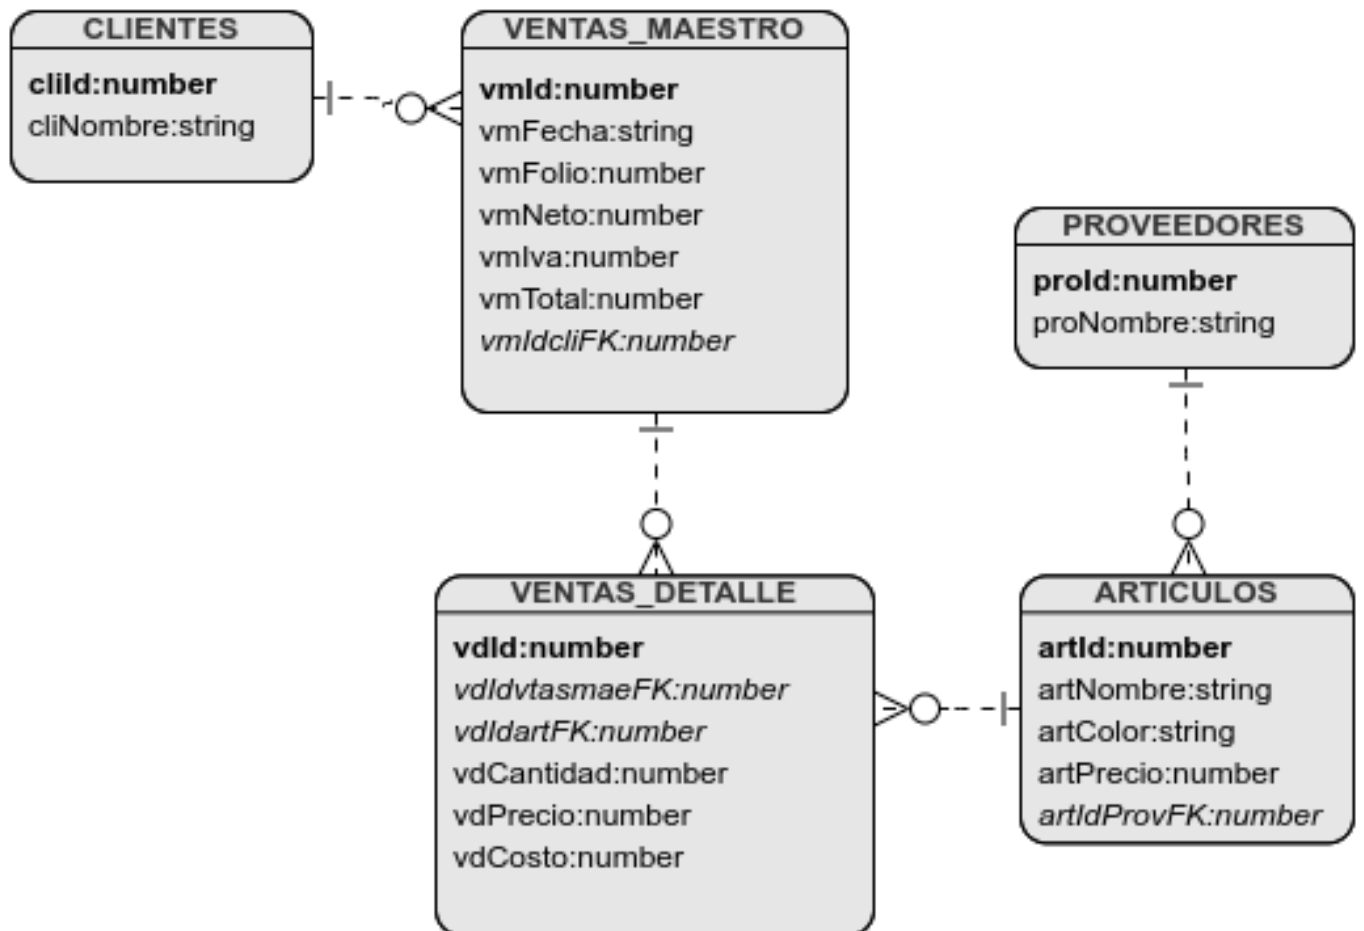 CLIENTES
cliId:number
cliNombre:string
VENTAS_MAESTRO
vmId:number
vmFecha:string
vmFolio:number
vmNeto:number
vmIva:number
vmTotal:number
vmIdcliFK:number
PROVEEDORES
proId:number
proNombre:string
VENTAS_DETALLE
vdId:number
vdIdvtasmaeFK:number
vdIdartFK:number
vdCantidad:number
vdPrecio:number
vdCosto:number
ARTICULOS
artId:number
artNombre:string
artColor:string
artPrecio:number
artIdProvFK:number